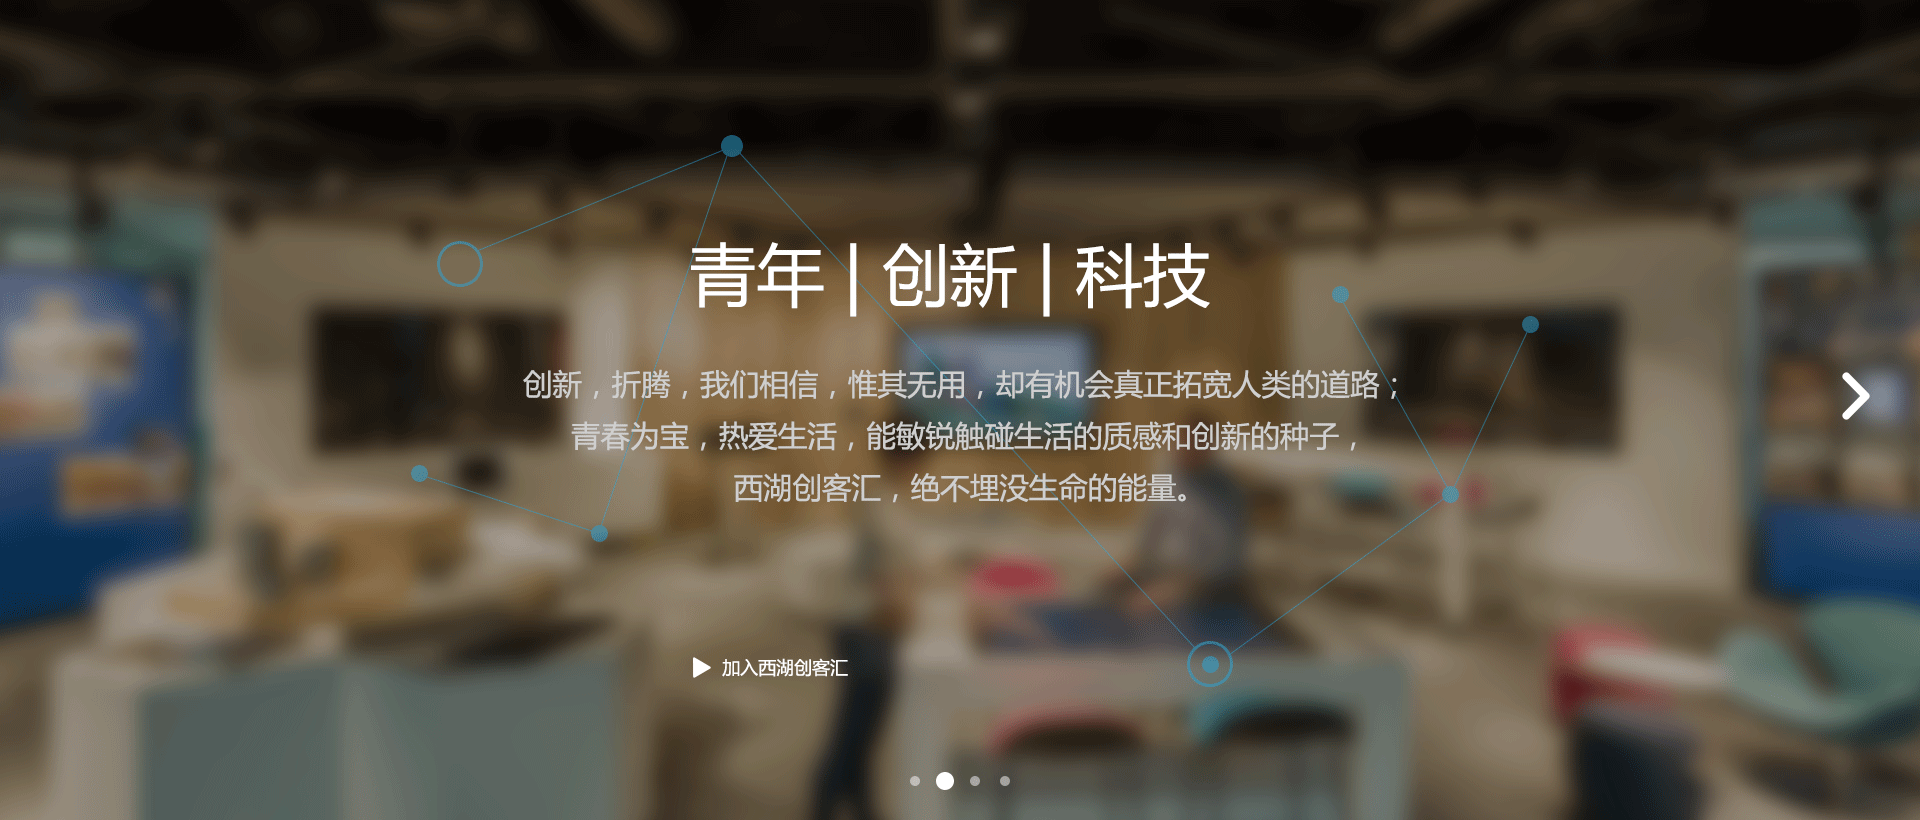 青年 | 创新 | 科技
创新，折腾，我们相信，惟其无用，却有机会真正拓宽人类的道路；
青春为宝，热爱生活，能敏锐触碰生活的质感和创新的种子，
西湖创客汇，绝不埋没生命的能量。
加入西湖创客汇